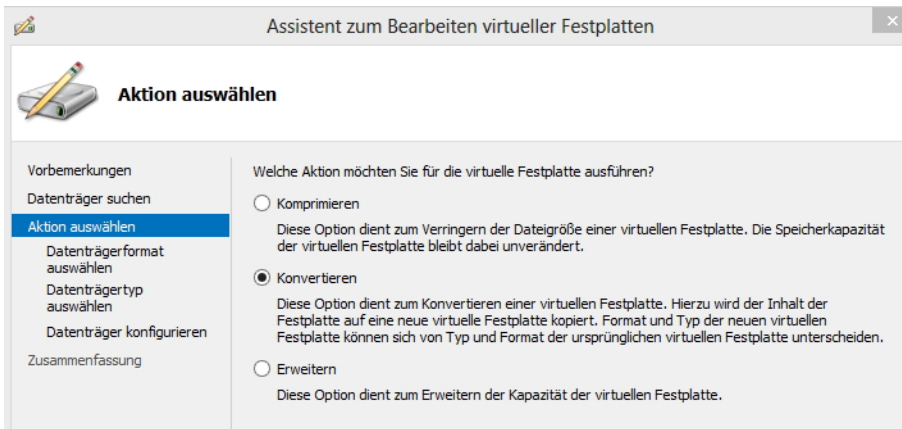 Assistent zum Bearbeiten virtueller Festplatten
Aktion auswählen
Vorbemerkungen
Datenträger suchen
Aktion auswählen
Datenträgerformat
auswählen
Datenträgertyp
auswählen
Datenträger konfigurieren
Zusammenfassung
Welche Aktion möchten Sie für die virtuelle Festplatte ausführen?
Komprimieren
Diese Option dient zum Verringern der Dateigröße einer virtuellen Festplatte. Die Speicherkapazität
der virtuellen Festplatte bleibt dabei unverändert.
Konvertieren
Diese Option dient zum Konvertieren einer virtuellen Festplatte. Hierzu wird der Inhalt der
Festplatte auf eine neue virtuelle Festplatte kopiert. Format und Typ der neuen virtuellen
Festplatte können sich von Typ und Format der ursprünglichen virtuellen Festplatte unterscheiden.
Erweitern
Diese Option dient zum Erweitern der Kapazität der virtuellen Festplatte.